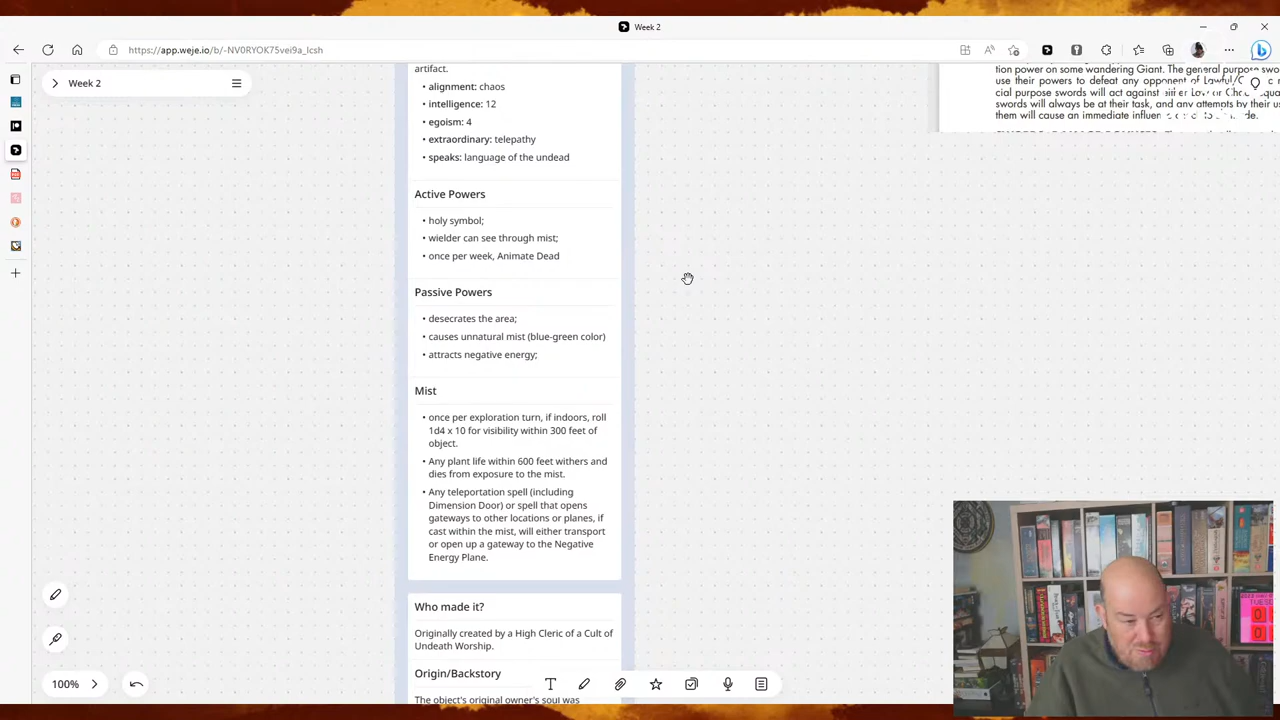 Week 2
https://app.weje.io/b/-NV0RYOK75vei9a_lcsh
Week 2
artifact.
• alignment: chaos
• intelligence: 12
• egoism: 4
• extraordinary: telepathy
• speaks: language of the undead
Active Powers
• holy symbol;
• wielder can see through mist;
• once per week, Animate Dead
Passive Powers
• desecrates the area;
• causes unnatural mist (blue-green color)
• attracts negative energy;
Mist
• once per exploration turn, if indoors, roll
1d4 x 10 for visibility within 300 feet of
object.
• Any plant life within 600 feet withers and
dies from exposure to the mist.
• Any teleportation spell (including
Dimension Door) or spell that opens
gateways to other locations or planes, if
cast within the mist, will either transport
or open up a gateway to the Negative
Energy Plane.
Who made it?
Originally created by a High Cleric of a Cult of
Undeath Worship.
Origin/Backstory
The object's original owner's soul was
100%
tion power on some wandering Giant. The general purpose
use their powers to defeat any opponent of
cial purpose swords will act against either
swords will always be at their task, and any attempts by their
them will cause an immediate
TUESD